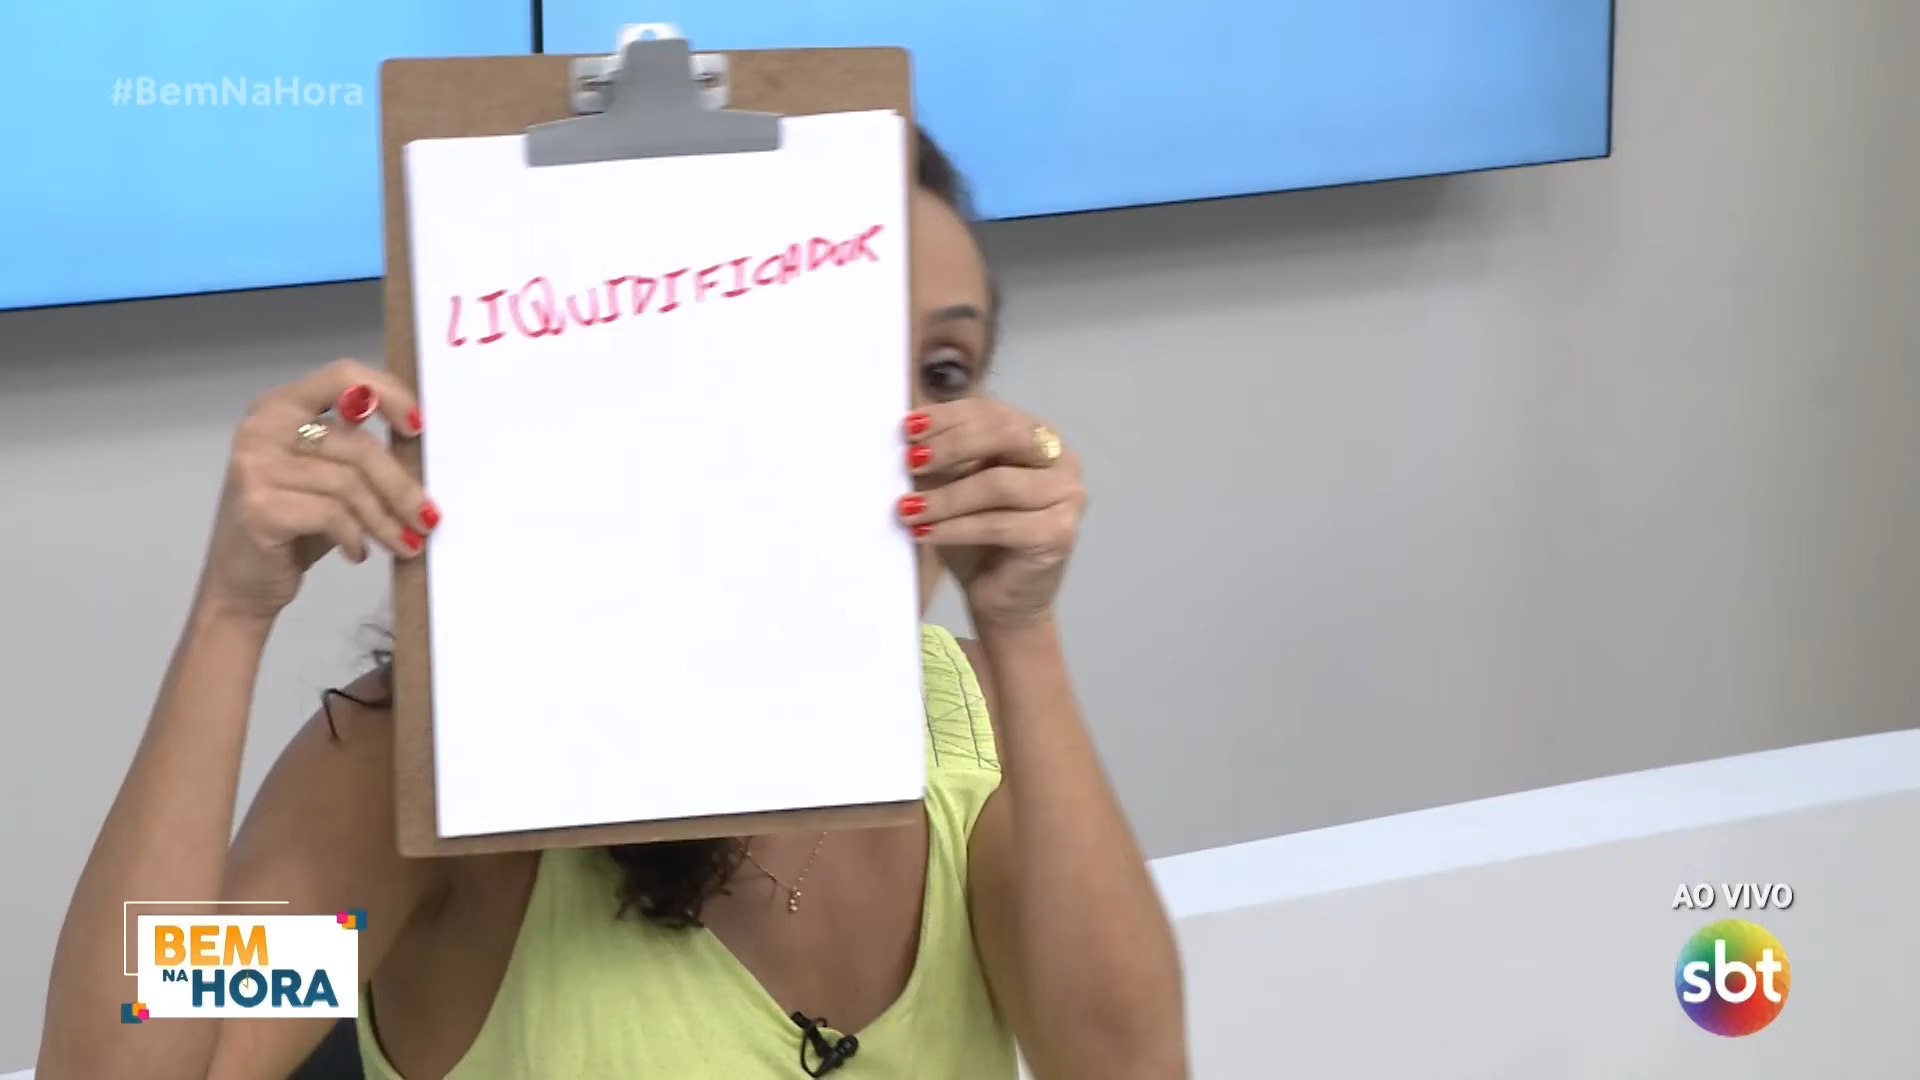 #BemNaHora
LIQUIDIFICADOR
BEM
NA HORA
AO VIVO
sbt